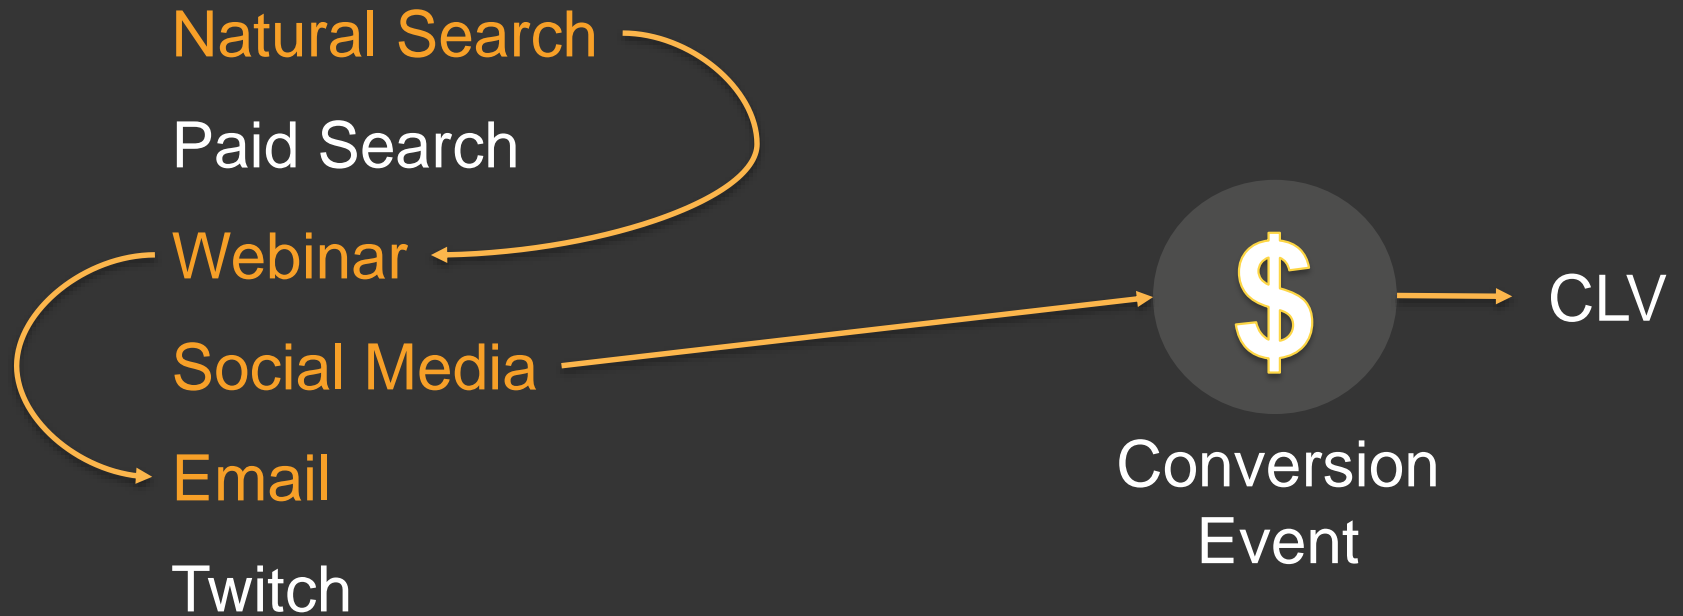 Natural Search
Paid Search
Webinar
Social Media
Email
Twitch
$
Conversion
Event
CLV